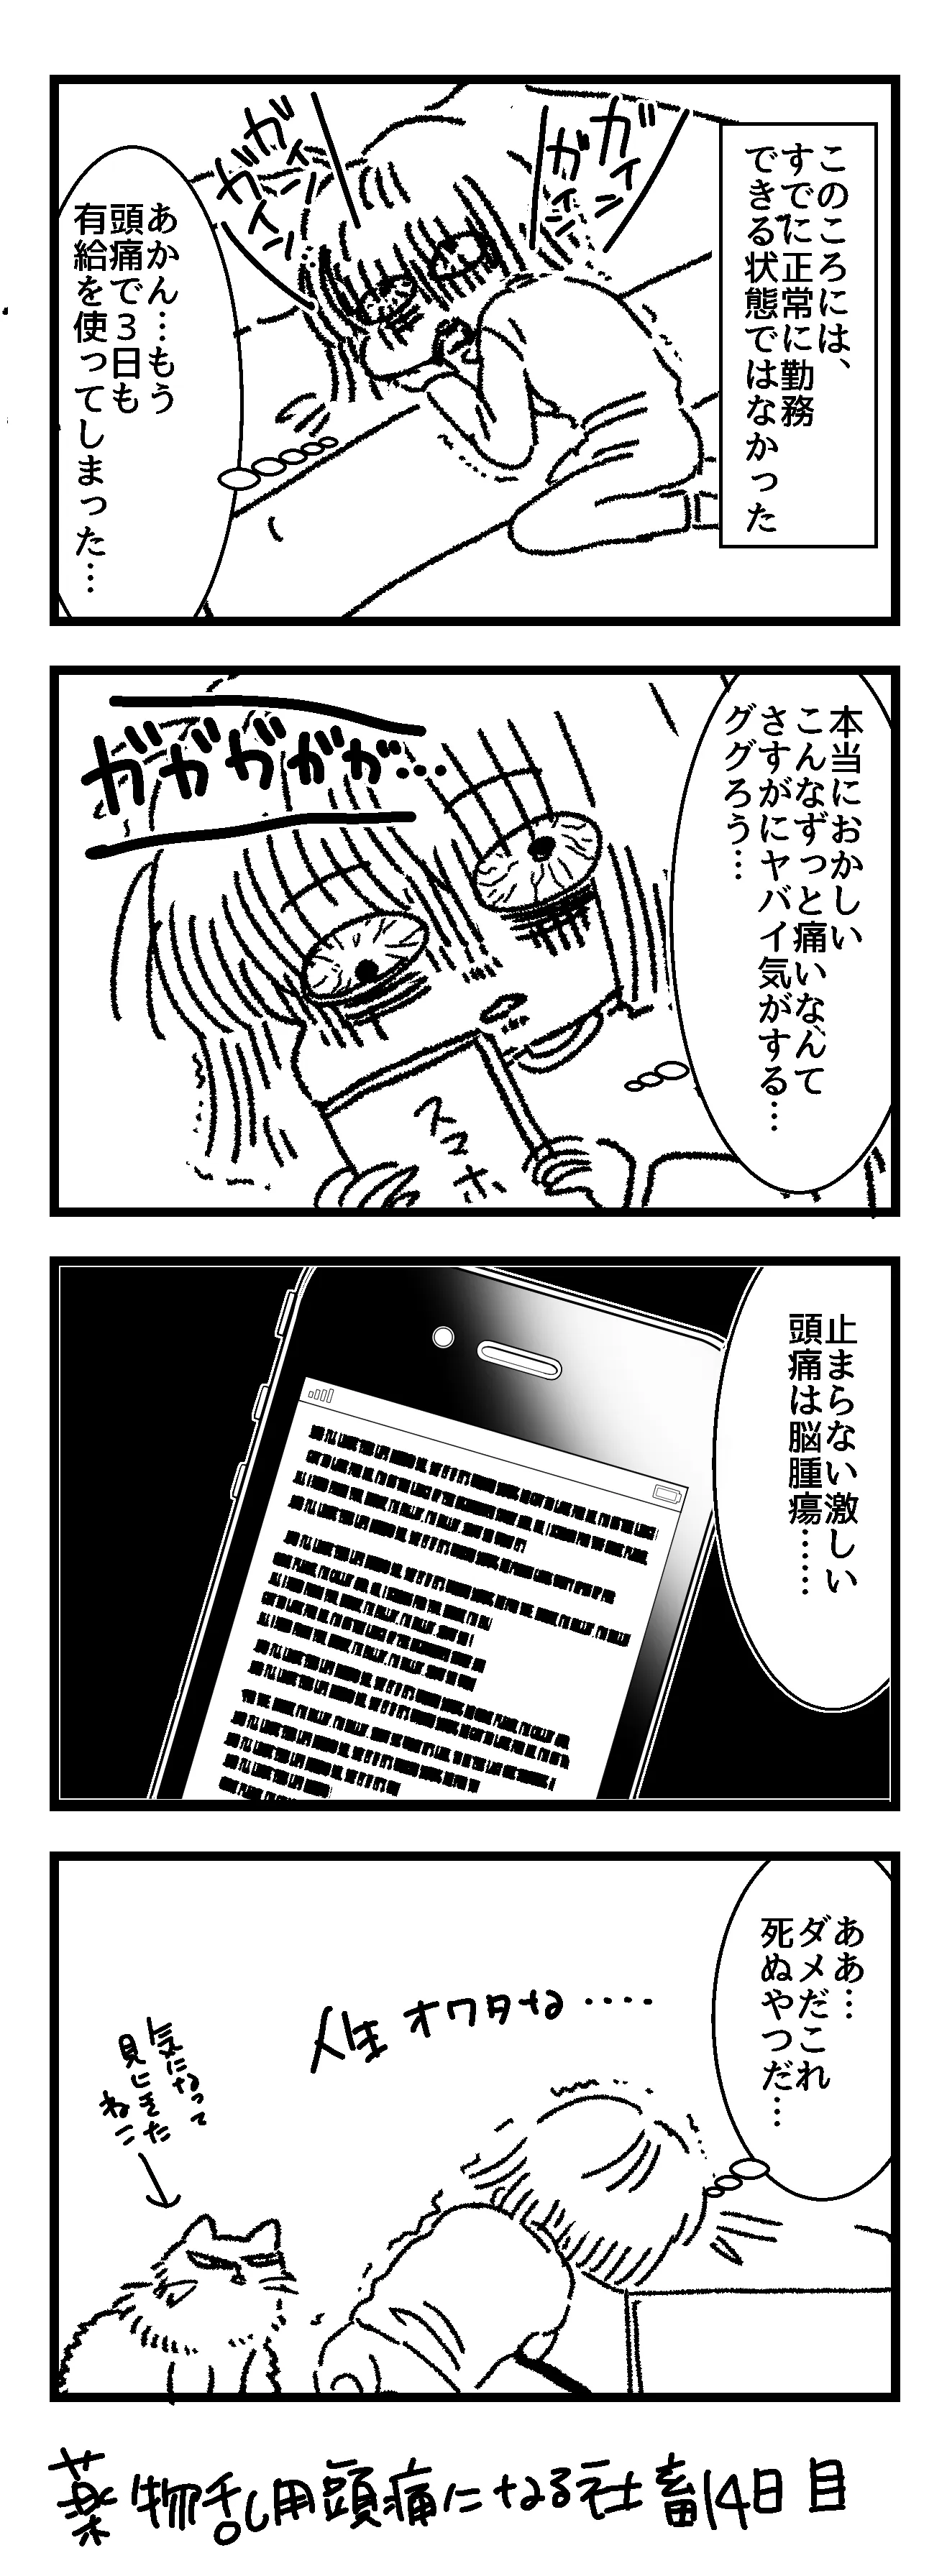 このころには、
すでに正常に勤務
できる状態ではなかった
ガイン
ガイン
ガイン
ガイン
あかん…もう
頭痛で3日も
有給を使ってしまった…
本当におかしい
こんなずっと痛いなんて
さすがにヤバイ気がする…
ググろう…
ガガガガガ…
スマホ
止まらない激しい
頭痛は脳腫瘍……
ああ…
ダメだこれ
死ぬやつだ…
人生オワタな....
気になって
見にきた
ねこ
薬物乱用頭痛になる社畜14日目